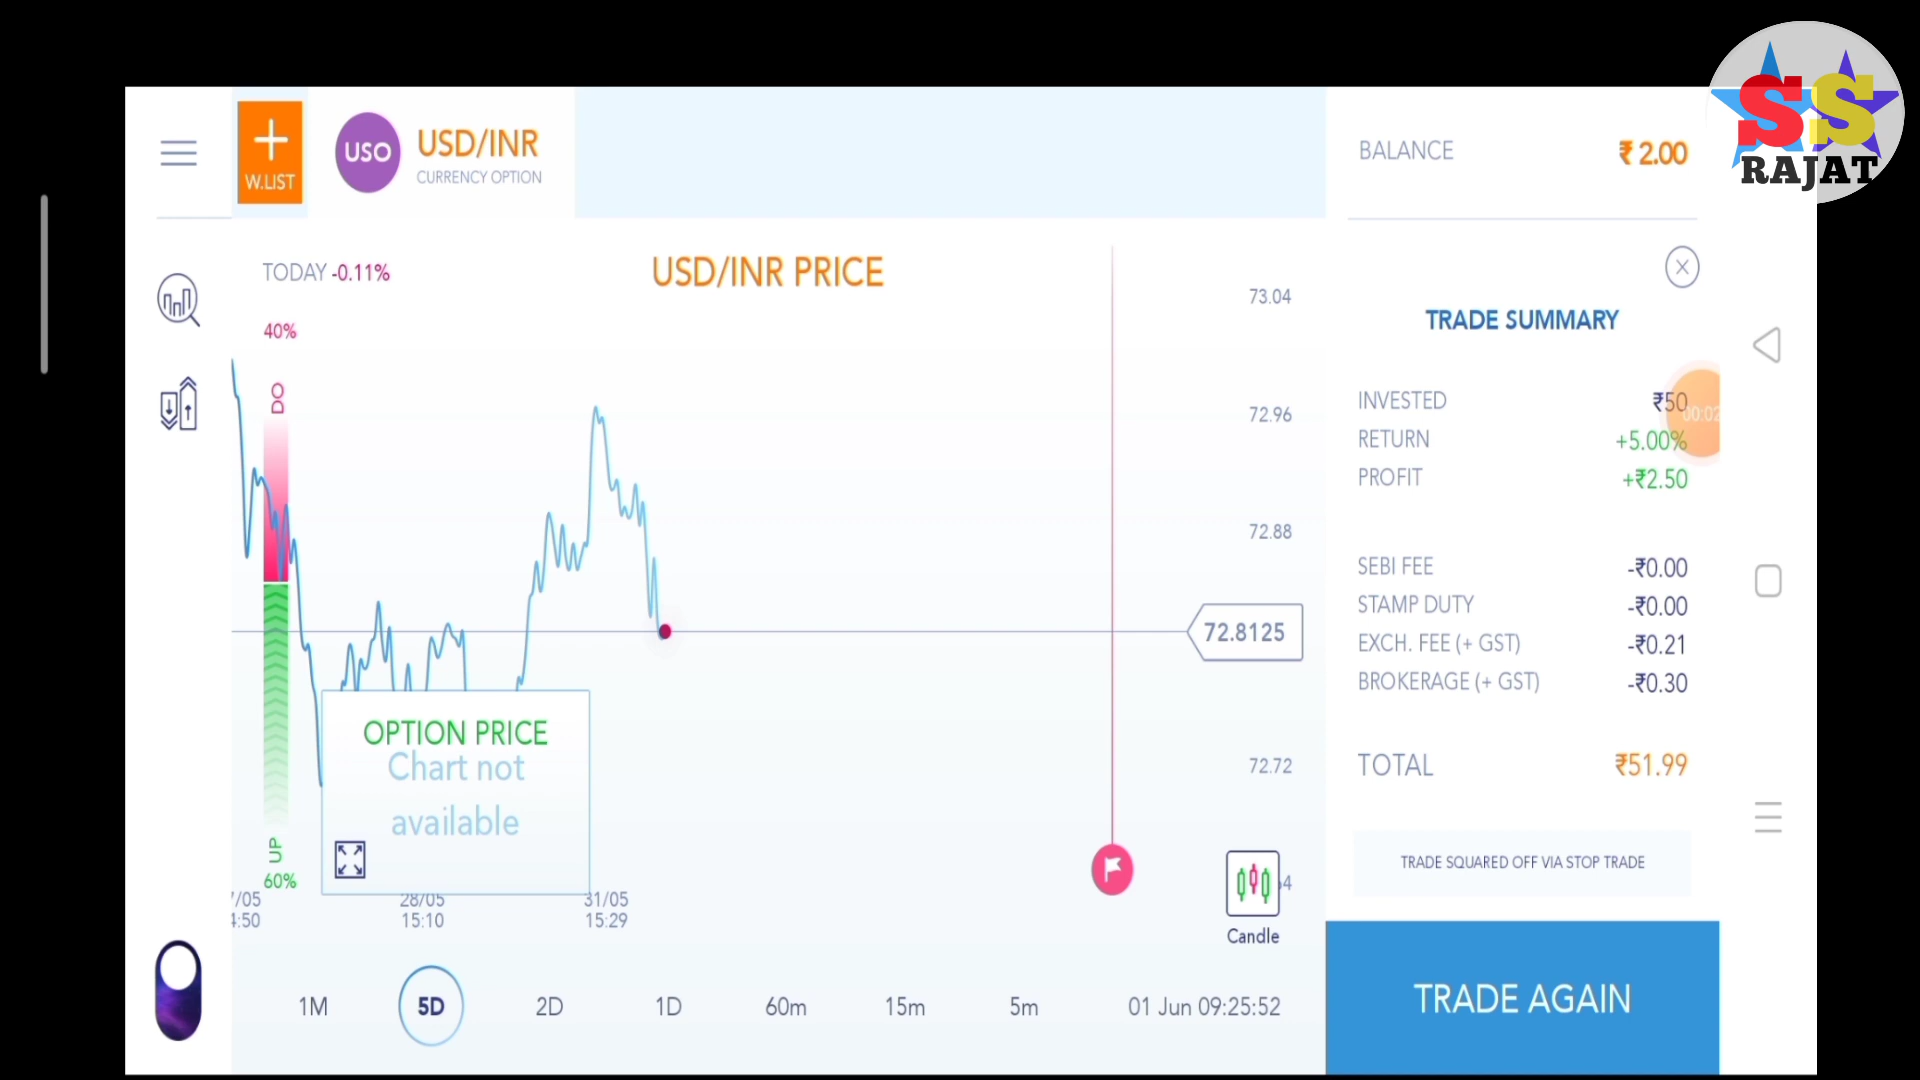 SS
RAJAT
+
W.LIST
USO
USD/INR
CURRENCY OPTION
BALANCE
₹ 2.00
TODAY -0.11%
USD/INR PRICE
40%
DO
UP
60%
73.04
72.96
72.88
72.8125
72.72
OPTION PRICE
Chart not
available
28/05
15:10
31/05
15:29
Candle
1M
5D
2D
1D
60m
15m
5m
01 Jun 09:25:52
TRADE SUMMARY
INVESTED ₹50
00:02
RETURN +5.00%
PROFIT +₹2.50
SEBI FEE -₹0.00
STAMP DUTY -₹0.00
EXCH. FEE (+ GST) -₹0.21
BROKERAGE (+ GST) -₹0.30
TOTAL ₹51.99
TRADE SQUARED OFF VIA STOP TRADE
TRADE AGAIN